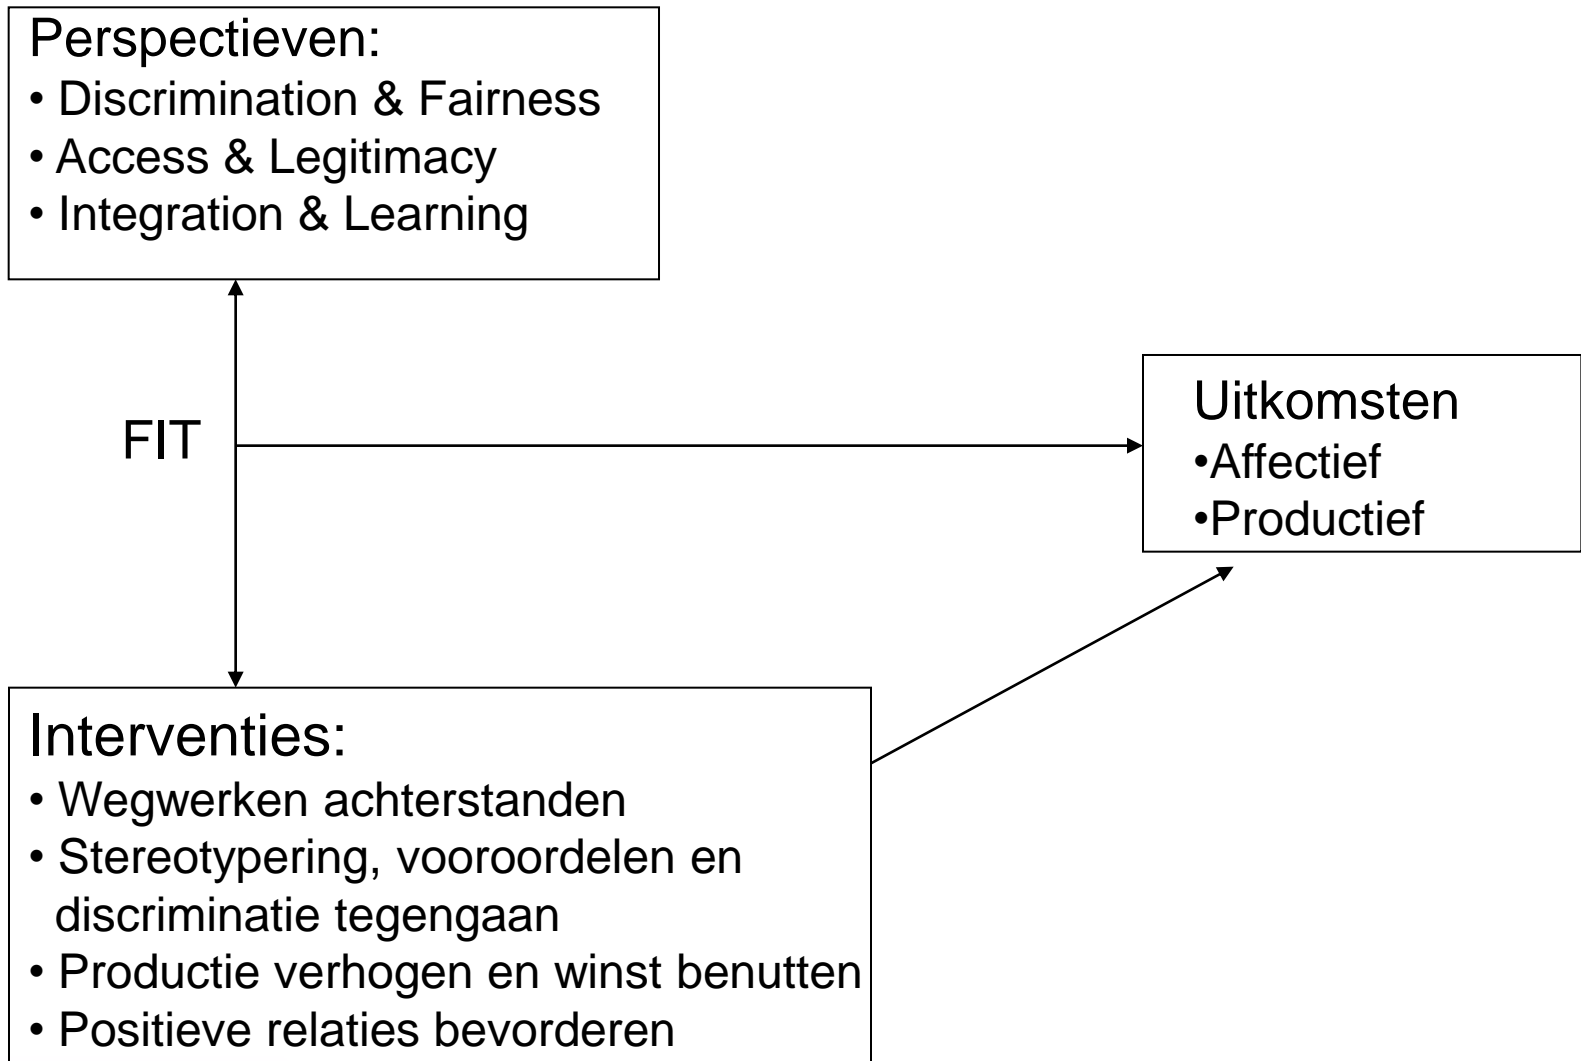 Perspectieven:
• Discrimination & Fairness
• Access & Legitimacy
• Integration & Learning
FIT
Uitkomsten
•Affectief
•Productief
Interventies:
• Wegwerken achterstanden
• Stereotypering, vooroordelen en
discriminatie tegengaan
• Productie verhogen en winst benutten
• Positieve relaties bevorderen